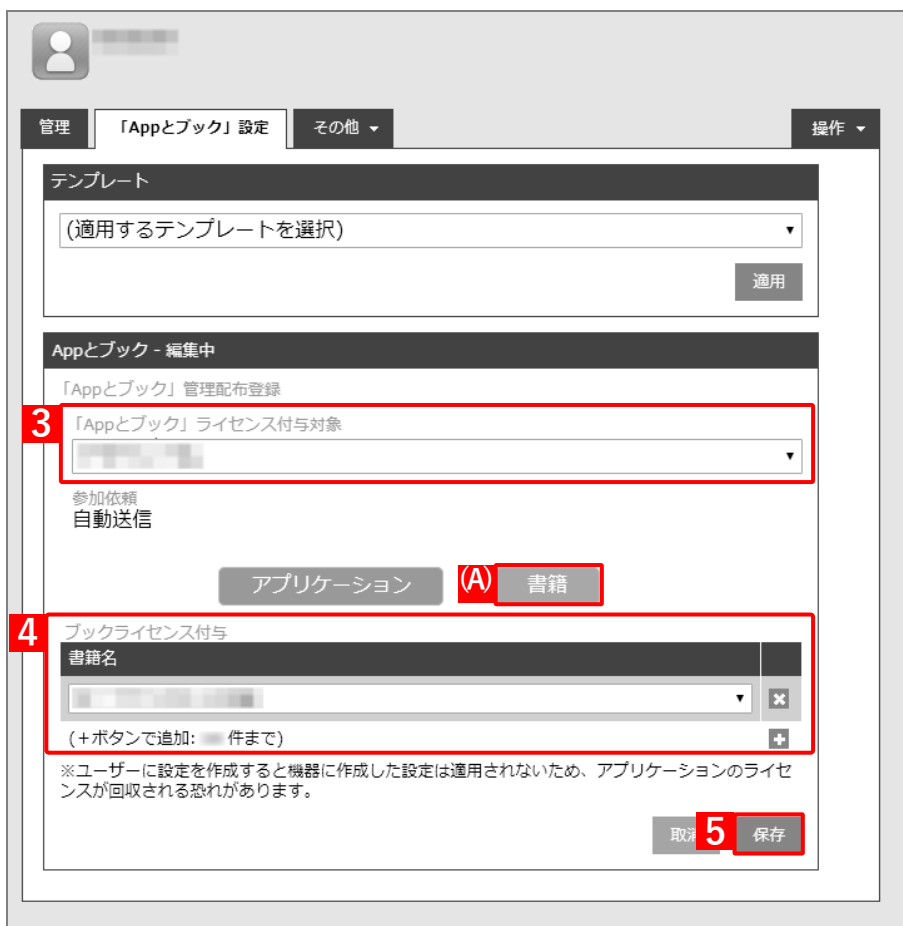 管理
「Appとブック」設定
その他 ▼
操作 ▼
テンプレート
(適用するテンプレートを選択)
適用
Appとブック - 編集中
「Appとブック」管理配布登録
3
「Appとブック」ライセンス付与対象
参加依頼
自動送信
アプリケーション
(A)
書籍
4
ブックライセンス付与
書籍名
(+ボタンで追加: 件まで)
※ユーザーに設定を作成すると機器に作成した設定は適用されないため、アプリケーションのライセ
ンスが回収される恐れがあります。
5
保存